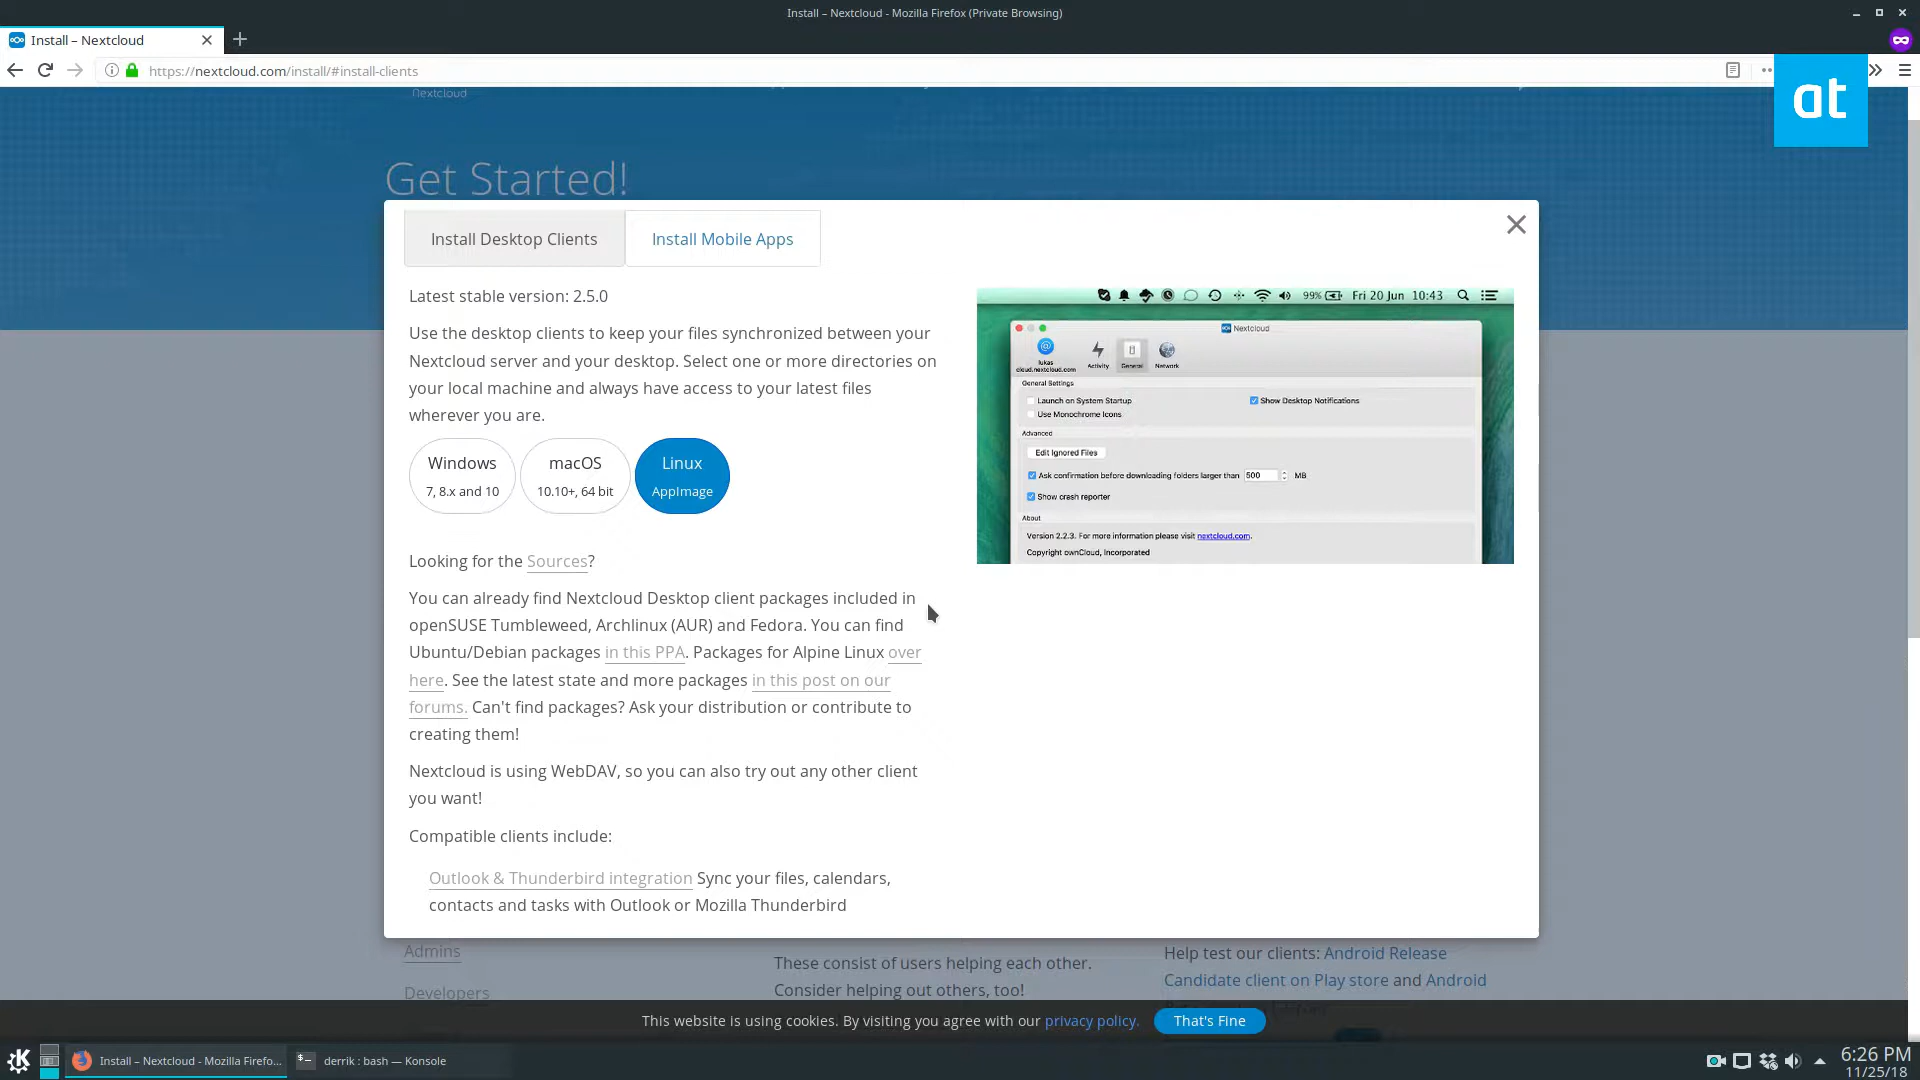 Install – Nextcloud - Mozilla Firefox (Private Browsing)
Install – Nextcloud
https://nextcloud.com/install/#install-clients
at
nextcloud
Get Started!
Install Desktop Clients
Install Mobile Apps
Latest stable version: 2.5.0
Use the desktop clients to keep your files synchronized between your
Nextcloud server and your desktop. Select one or more directories on
your local machine and always have access to your latest files
wherever you are.
Windows
7, 8.x and 10
macOS
10.10+, 64 bit
Linux
AppImage
99%
Fri 20 Jun 10:43
Nextcloud
lukas
cloud.nextcloud.com
Activity
General
Network
General Settings
Launch on System Startup
Show Desktop Notifications
Use Monochrome Icons
Advanced
Edit Ignored Files
Ask confirmation before downloading folders larger than 500 MB
Show crash reporter
About
Version 2.2.3. For more information please visit nextcloud.com.
Copyright ownCloud, Incorporated
Looking for the Sources?
You can already find Nextcloud Desktop client packages included in
openSUSE Tumbleweed, Archlinux (AUR) and Fedora. You can find
Ubuntu/Debian packages in this PPA. Packages for Alpine Linux over
here. See the latest state and more packages in this post on our
forums. Can't find packages? Ask your distribution or contribute to
creating them!
Nextcloud is using WebDAV, so you can also try out any other client
you want!
Compatible clients include:
Outlook & Thunderbird integration Sync your files, calendars,
contacts and tasks with Outlook or Mozilla Thunderbird
Admins
Developers
These consist of users helping each other.
Consider helping out others, too!
Help test our clients: Android Release
Candidate client on Play store and Android
This website is using cookies. By visiting you agree with our privacy policy.
That's Fine
Install – Nextcloud - Mozilla Firefo...
derrik : bash — Konsole
6:26 PM
11/25/18